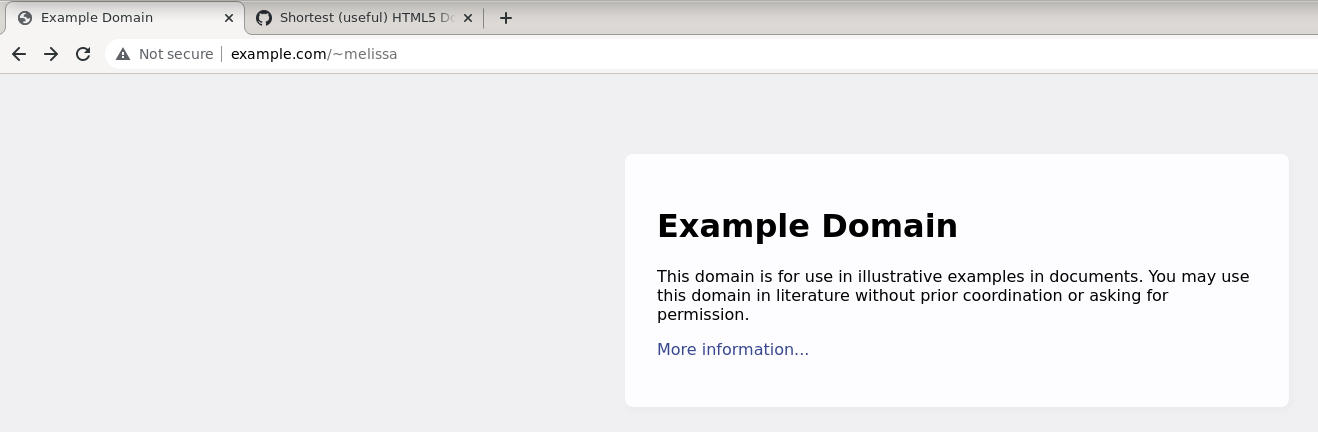 Example Domain
Shortest (useful) HTML5 Do
Not secure example.com/~melissa
Example Domain
This domain is for use in illustrative examples in documents. You may use
this domain in literature without prior coordination or asking for
permission.
More information...